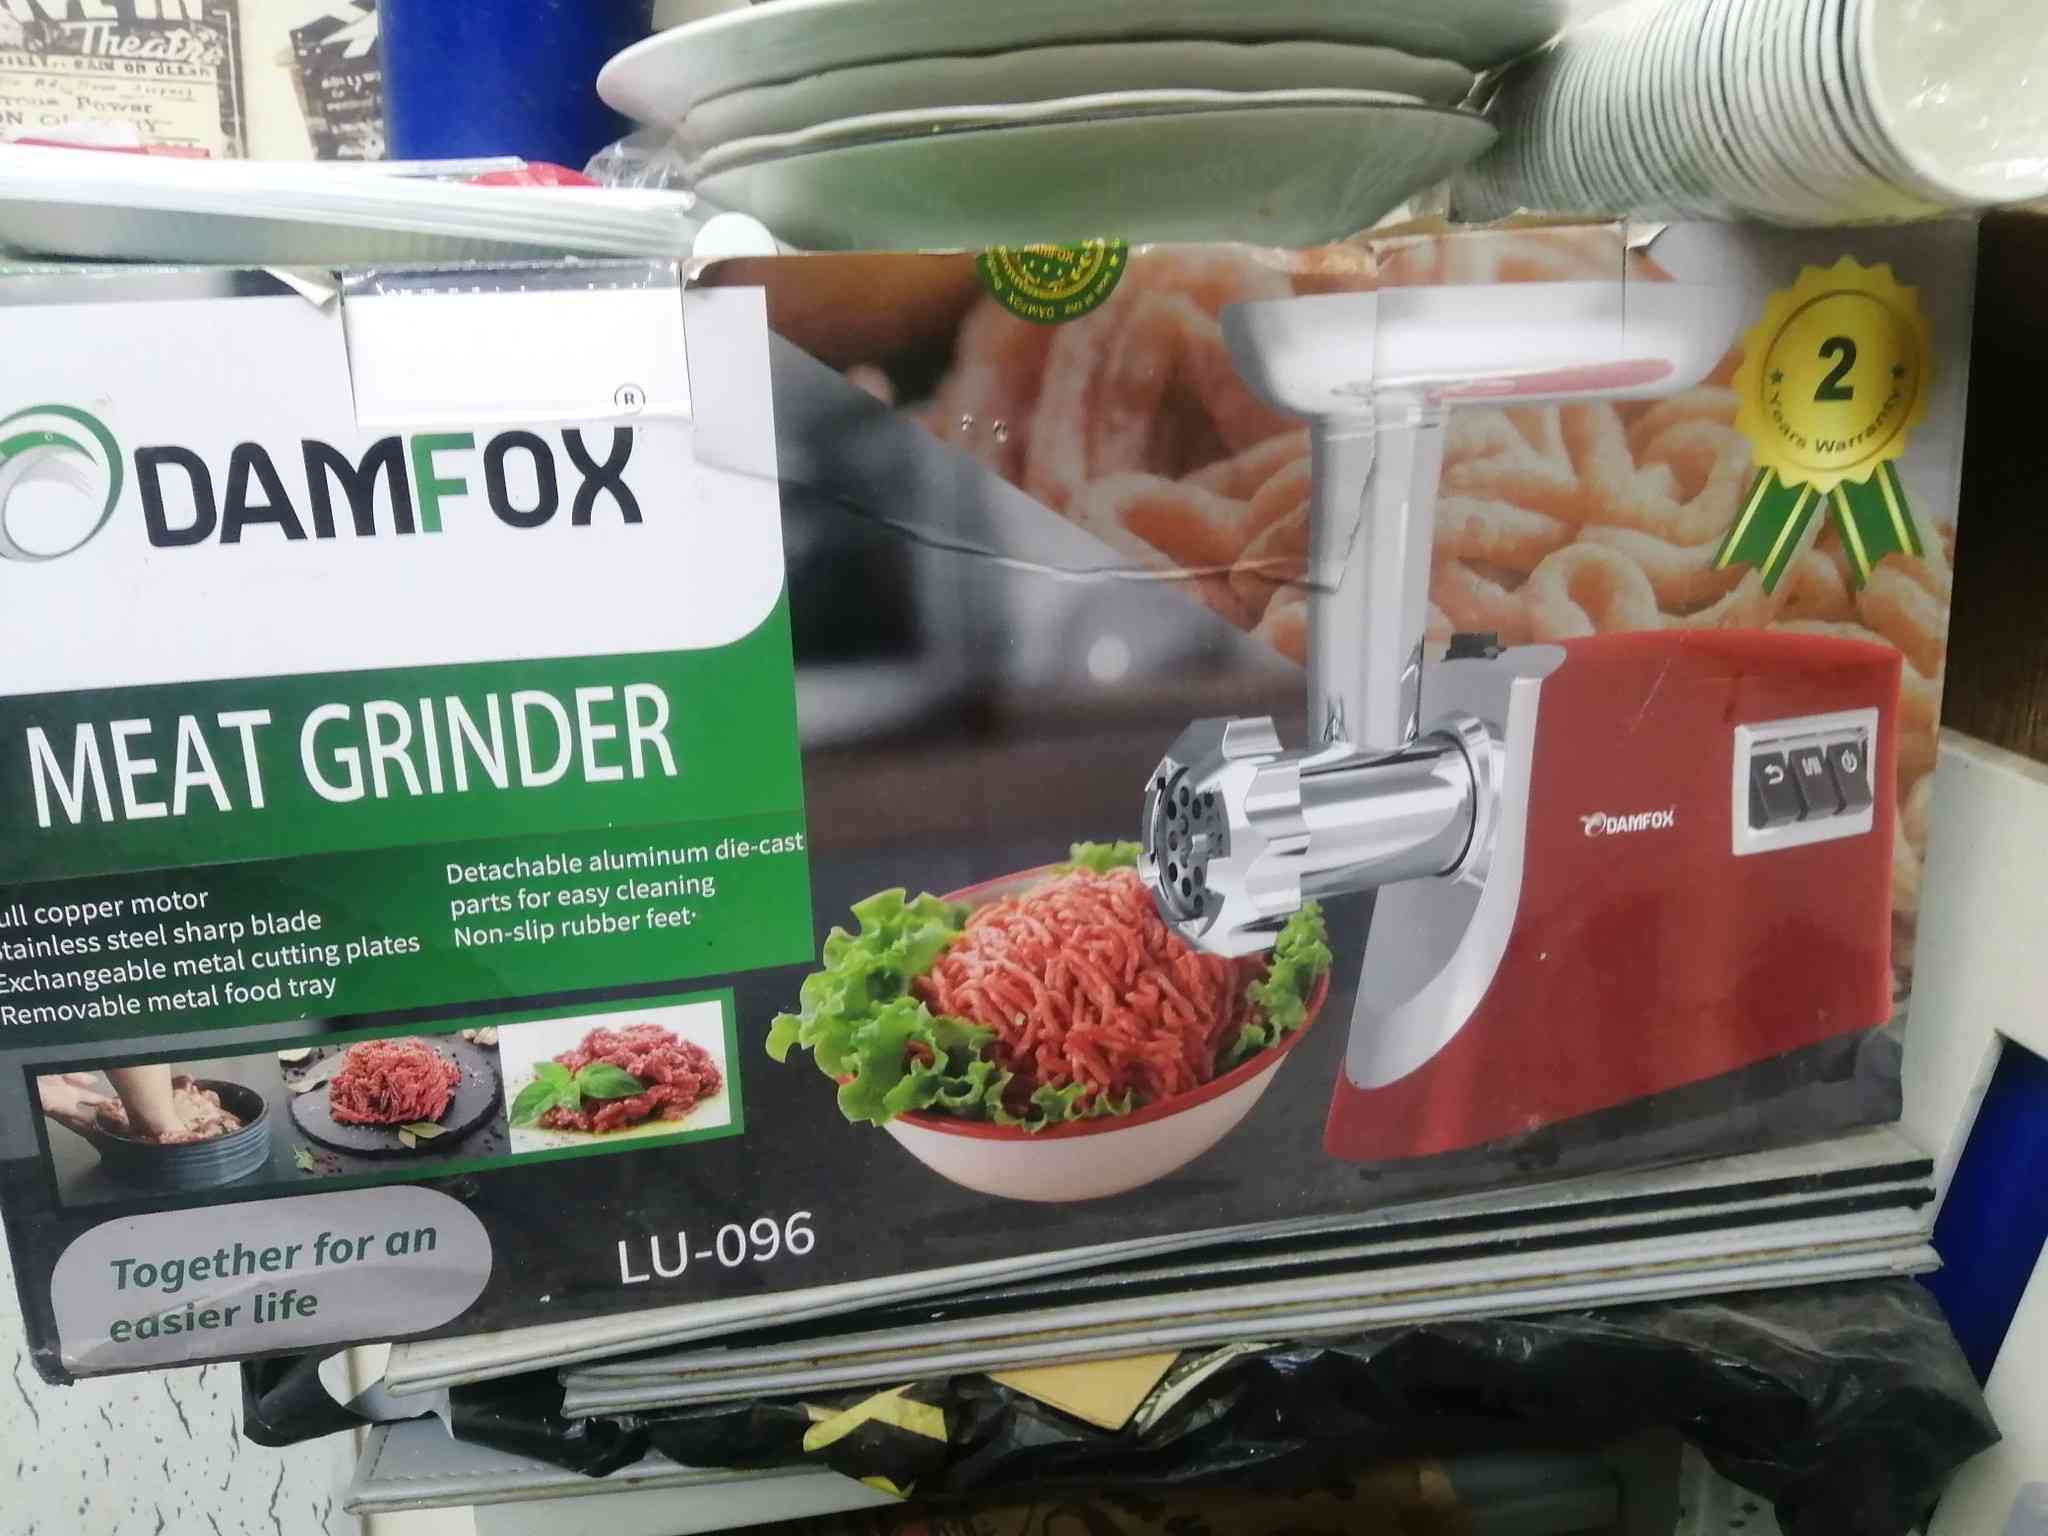 Theatre
DAMFOX
®
DAMFOX
MEAT GRINDER
ull copper motor
tainless steel sharp blade
Exchangeable metal cutting plates
Removable metal food tray
Detachable aluminum die-cast
parts for easy cleaning
Non-slip rubber feet·
2
Years Warranty
DAMFOX
Together for an
easier life
LU-096